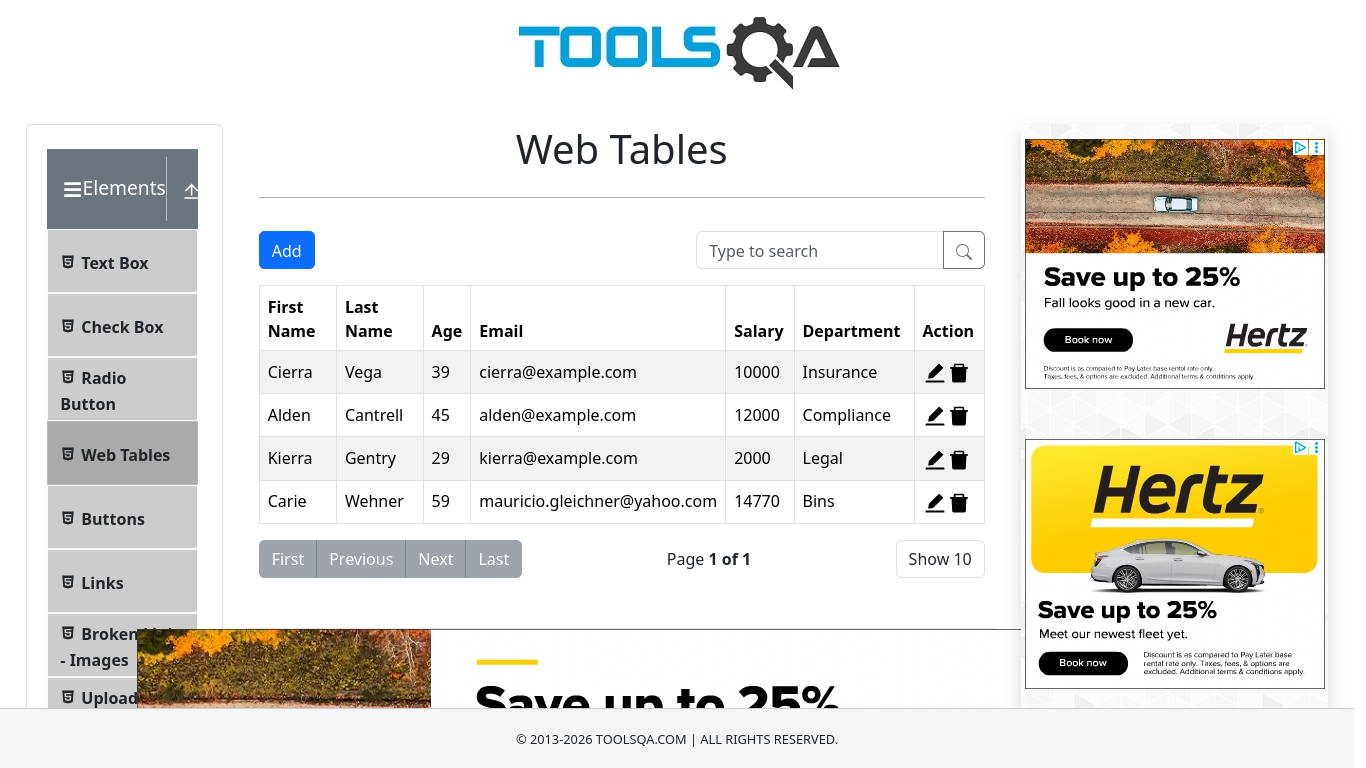 TOOLSQA
Web Tables
Elements
Text Box
Check Box
Radio
Button
Web Tables
Buttons
Links
Broken
- Images
Upload
Add
Type to search
First Name
Last Name
Age
Email
Salary
Department
Action
Cierra Vega 39 cierra@example.com 10000 Insurance
Alden Cantrell 45 alden@example.com 12000 Compliance
Kierra Gentry 29 kierra@example.com 2000 Legal
Carie Wehner 59 mauricio.gleichner@yahoo.com 14770 Bins
First Previous Next Last
Page 1 of 1
Show 10
Save up to 25%
Fall looks good in a new car.
Book now
Hertz
Discount is as compared to Pay Later base rental rate only.
Taxes, fees, & options are excluded. Additional terms & conditions apply.
Hertz
Save up to 25%
Meet our newest fleet yet.
Book now
Discount is as compared to Pay Later base
rental rate only. Taxes, fees, & options are
excluded. Additional terms & conditions apply.
Save up to 25%
© 2013-2026 TOOLSQA.COM | ALL RIGHTS RESERVED.